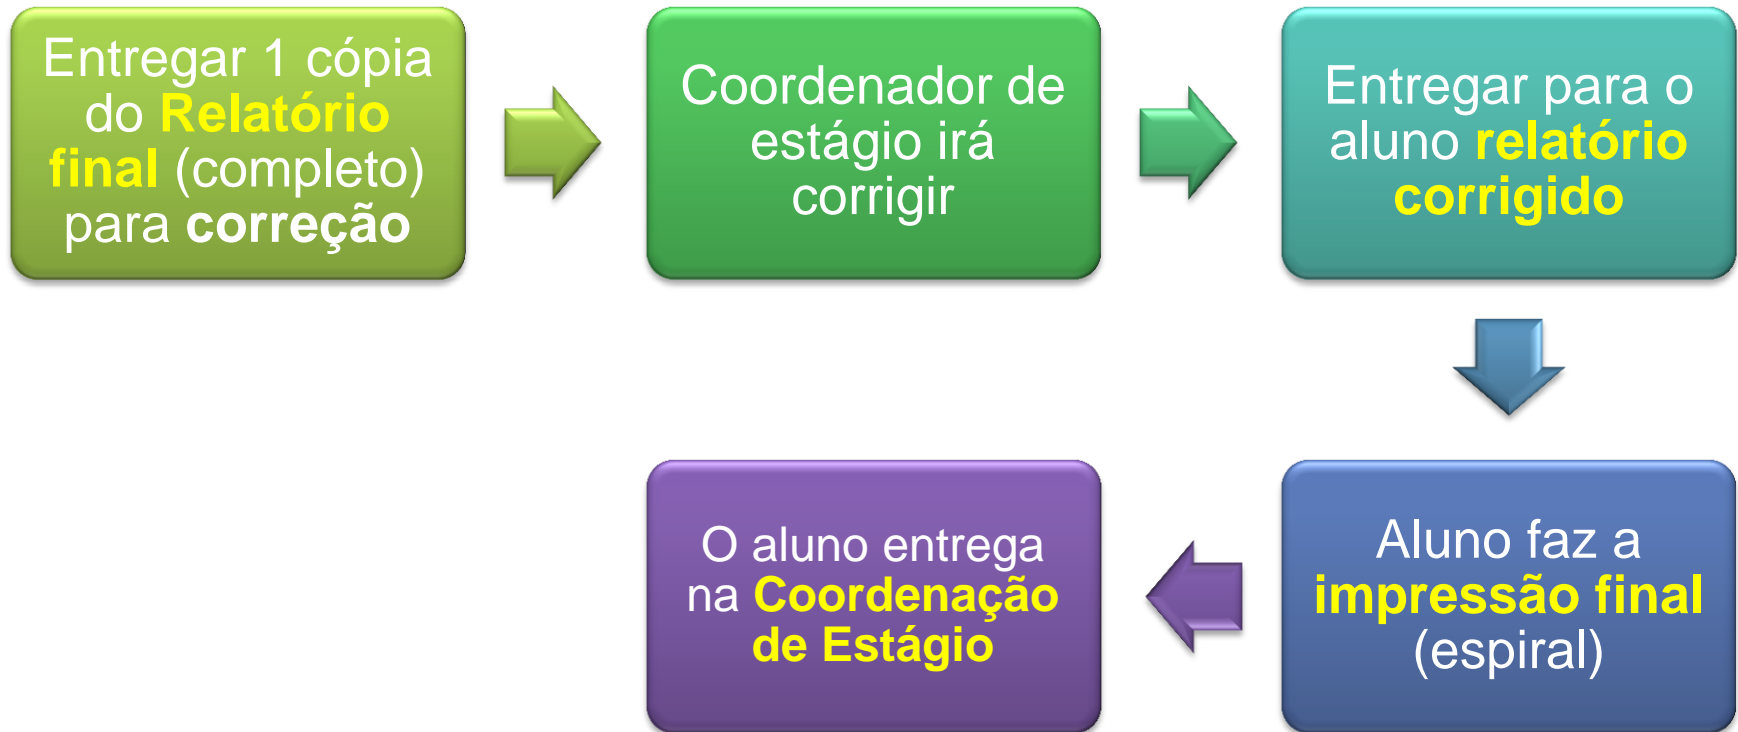 Entregar 1 cópia
do Relatório
final (completo)
para correção
Coordenador de
estágio irá
corrigir
Entregar para o
aluno relatório
corrigido
Aluno faz a
impressão final
(espiral)
O aluno entrega
na Coordenação
de Estágio